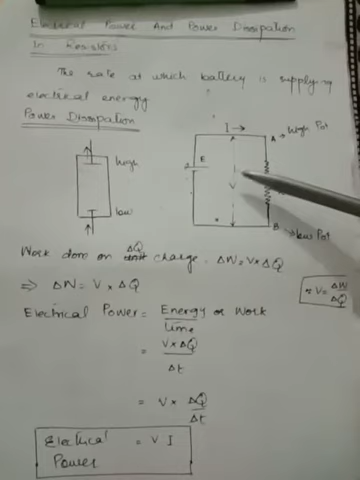 Electrical Power And Power Dissipation
In Resistors
The rate at which battery is supplying
electrical energy
Power Dissipation
high
low
I →
A → high Pot
E
V
B → low Pot
Work done on ΔQ charge. ΔW = V × ΔQ
⇒ ΔW = V × ΔQ
∵ V = ΔW/ΔQ
Electrical Power = Energy or Work
Time
= V × ΔQ
Δt
= V × ΔQ
Δt
Electrical = V I
Power